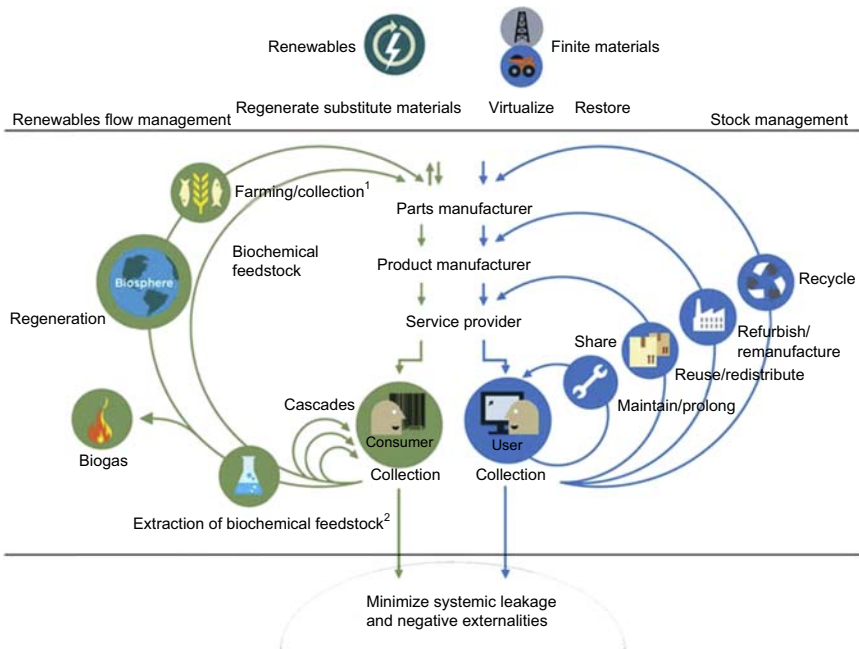 Renewables
Finite materials
Renewables flow management
Regenerate substitute materials
Virtualize
Restore
Stock management
Farming/collection1
Parts manufacturer
Biochemical
feedstock
Product manufacturer
Biosphere
Recycle
Regeneration
Service provider
Share
Refurbish/
remanufacture
Reuse/redistribute
Cascades
Maintain/prolong
Consumer
User
Biogas
Collection
Collection
Extraction of biochemical feedstock2
Minimize systemic leakage
and negative externalities